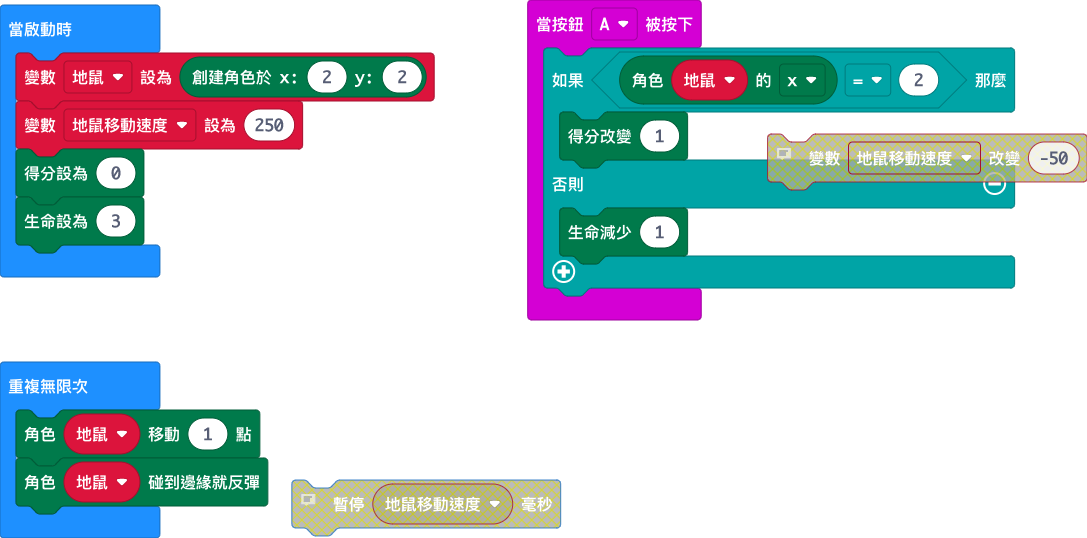 當啟動時
變數 地鼠 設為 創建角色於 x: 2 y: 2
變數 地鼠移動速度 設為 250
得分設為 0
生命設為 3
當按鈕 A 被按下
如果 角色 地鼠 的 x = 2 那麼
得分改變 1
變數 地鼠移動速度 改變 -50
否則
生命減少 1
重複無限次
角色 地鼠 移動 1 點
角色 地鼠 碰到邊緣就反彈
暫停 地鼠移動速度 毫秒